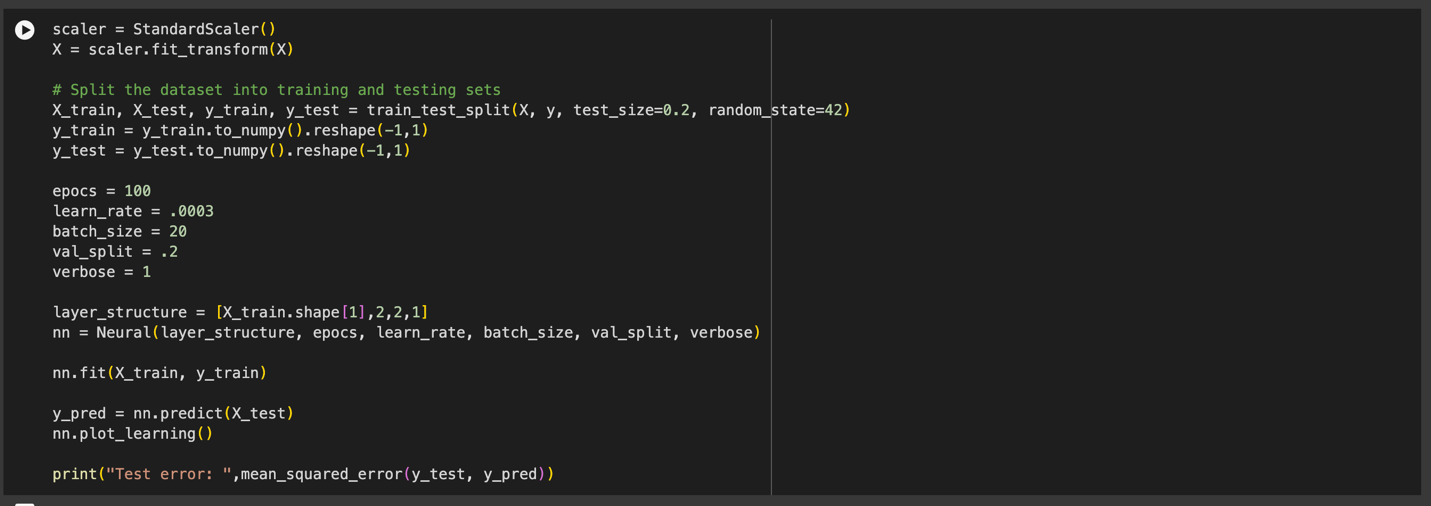 scaler = StandardScaler()
X = scaler.fit_transform(X)
# Split the dataset into training and testing sets
X_train, X_test, y_train, y_test = train_test_split(X, y, test_size=0.2, random_state=42)
y_train = y_train.to_numpy().reshape(-1,1)
y_test = y_test.to_numpy().reshape(-1,1)
epocs = 100
learn_rate = .0003
batch_size = 20
val_split = .2
verbose = 1
layer_structure = [X_train.shape[1],2,2,1]
nn = Neural(layer_structure, epocs, learn_rate, batch_size, val_split, verbose)
nn.fit(X_train, y_train)
y_pred = nn.predict(X_test)
nn.plot_learning()
print("Test error: ",mean_squared_error(y_test, y_pred))